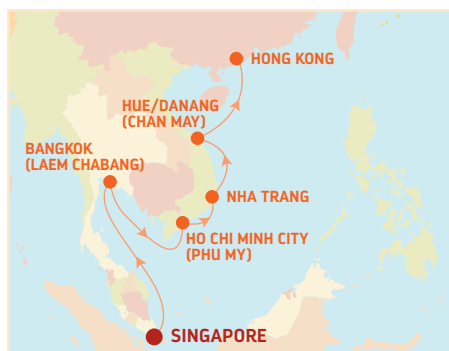 HONG KONG
HUE/DANANG
(CHAN MAY)
BANGKOK
(LAEM CHABANG)
NHA TRANG
HO CHI MINH CITY
(PHU MY)
SINGAPORE